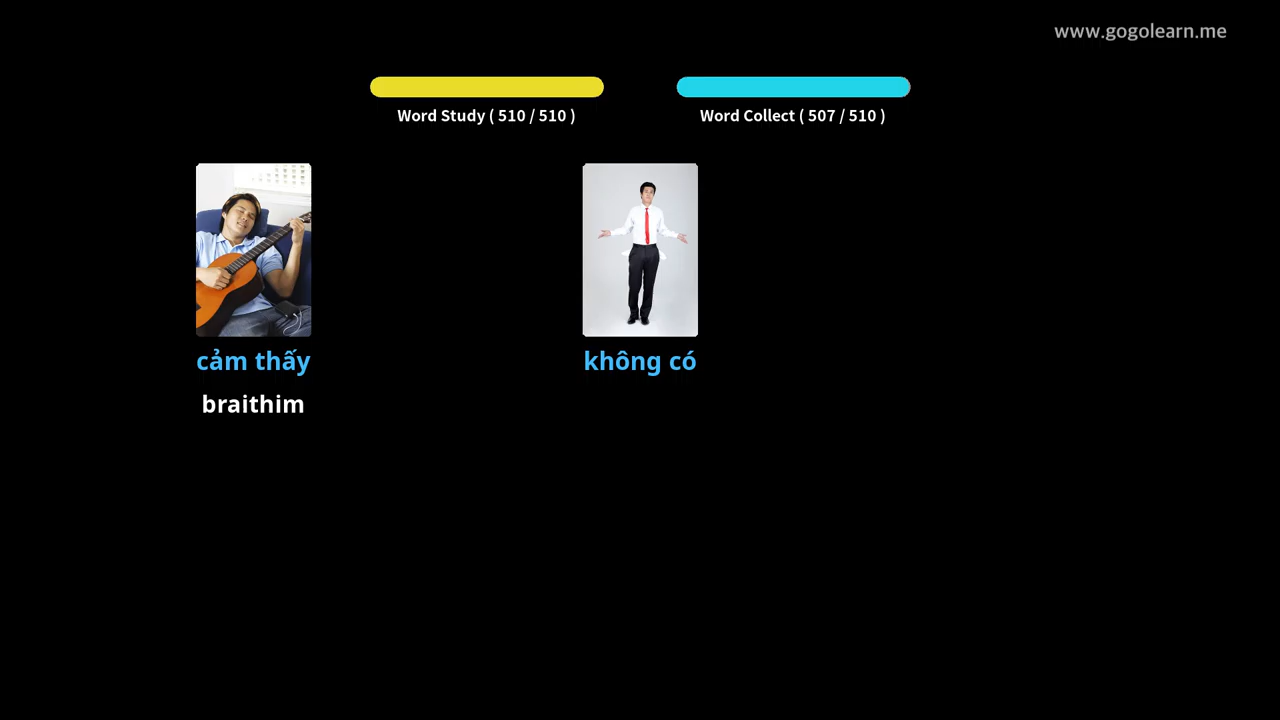 www.gogolearn.me
Word Study ( 510 / 510 )
Word Collect ( 507 / 510 )
cảm thấy
không có
braithim